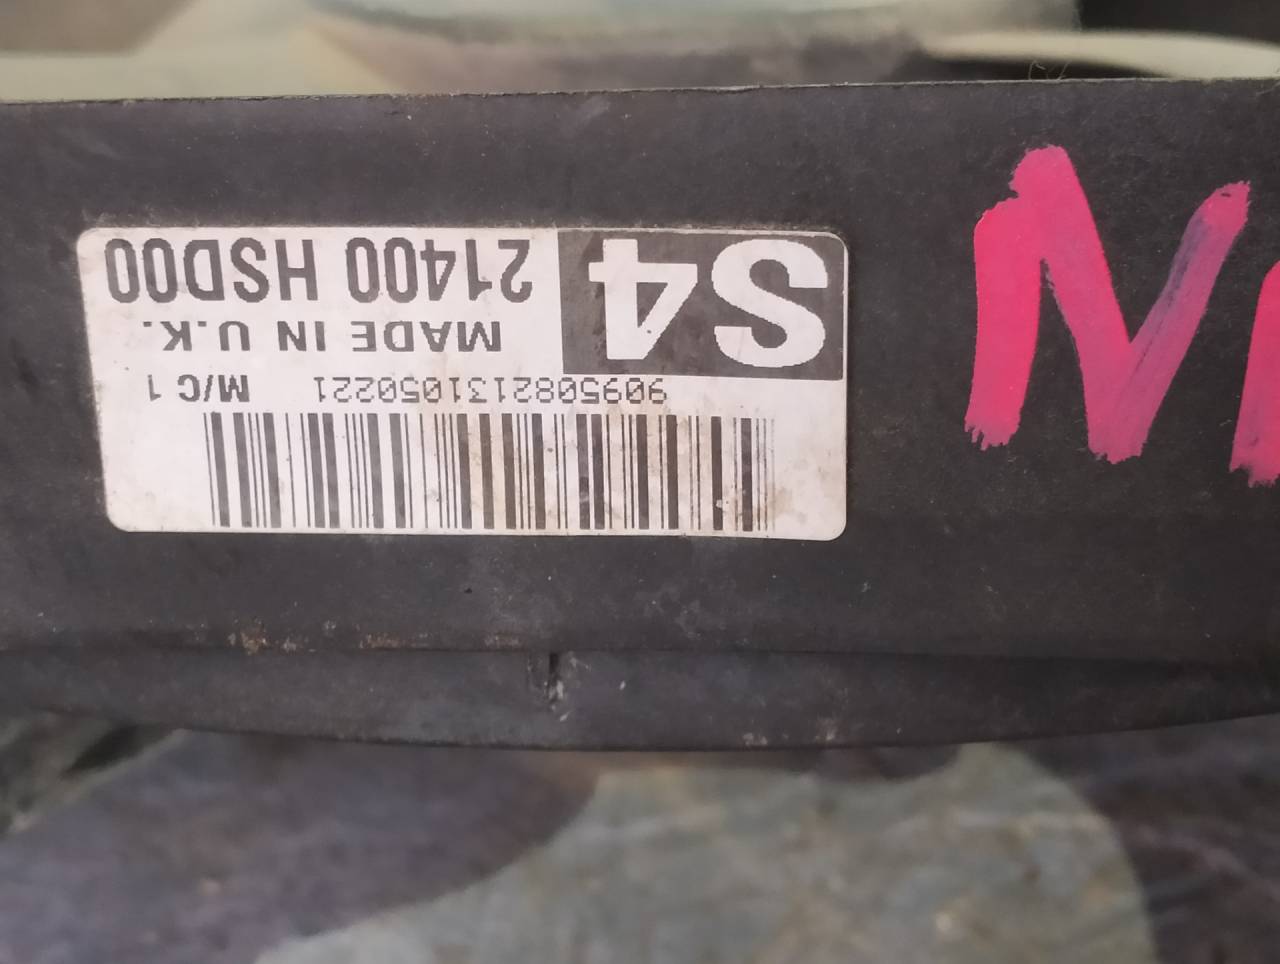 9095082131050221 M/C 1
S4
MADE IN U.K.
21400 HSD00